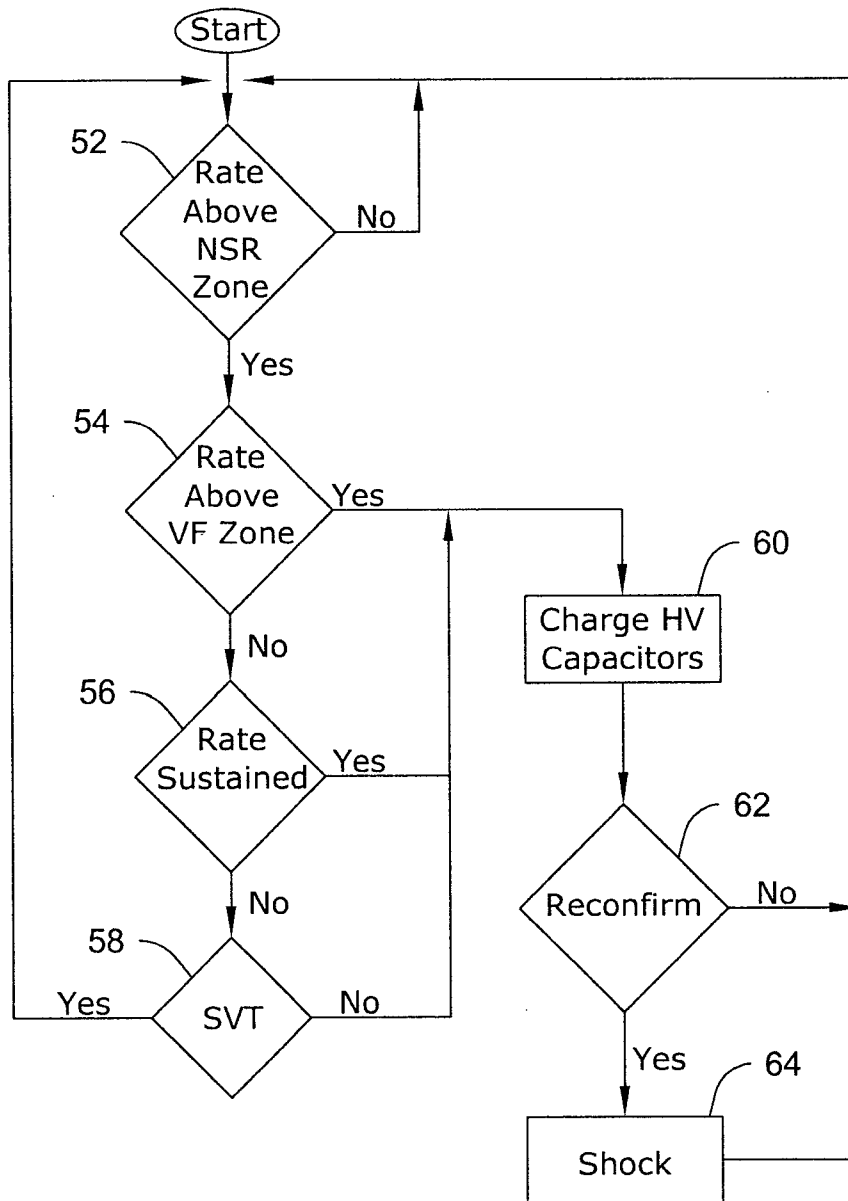 Start
52
Rate
Above
NSR
Zone
No
Yes
54
Rate
Above
VF Zone
Yes
No
60
Charge HV
Capacitors
56
Rate
Sustained
Yes
No
62
Reconfirm
No
58
SVT
Yes
No
Yes
64
Shock